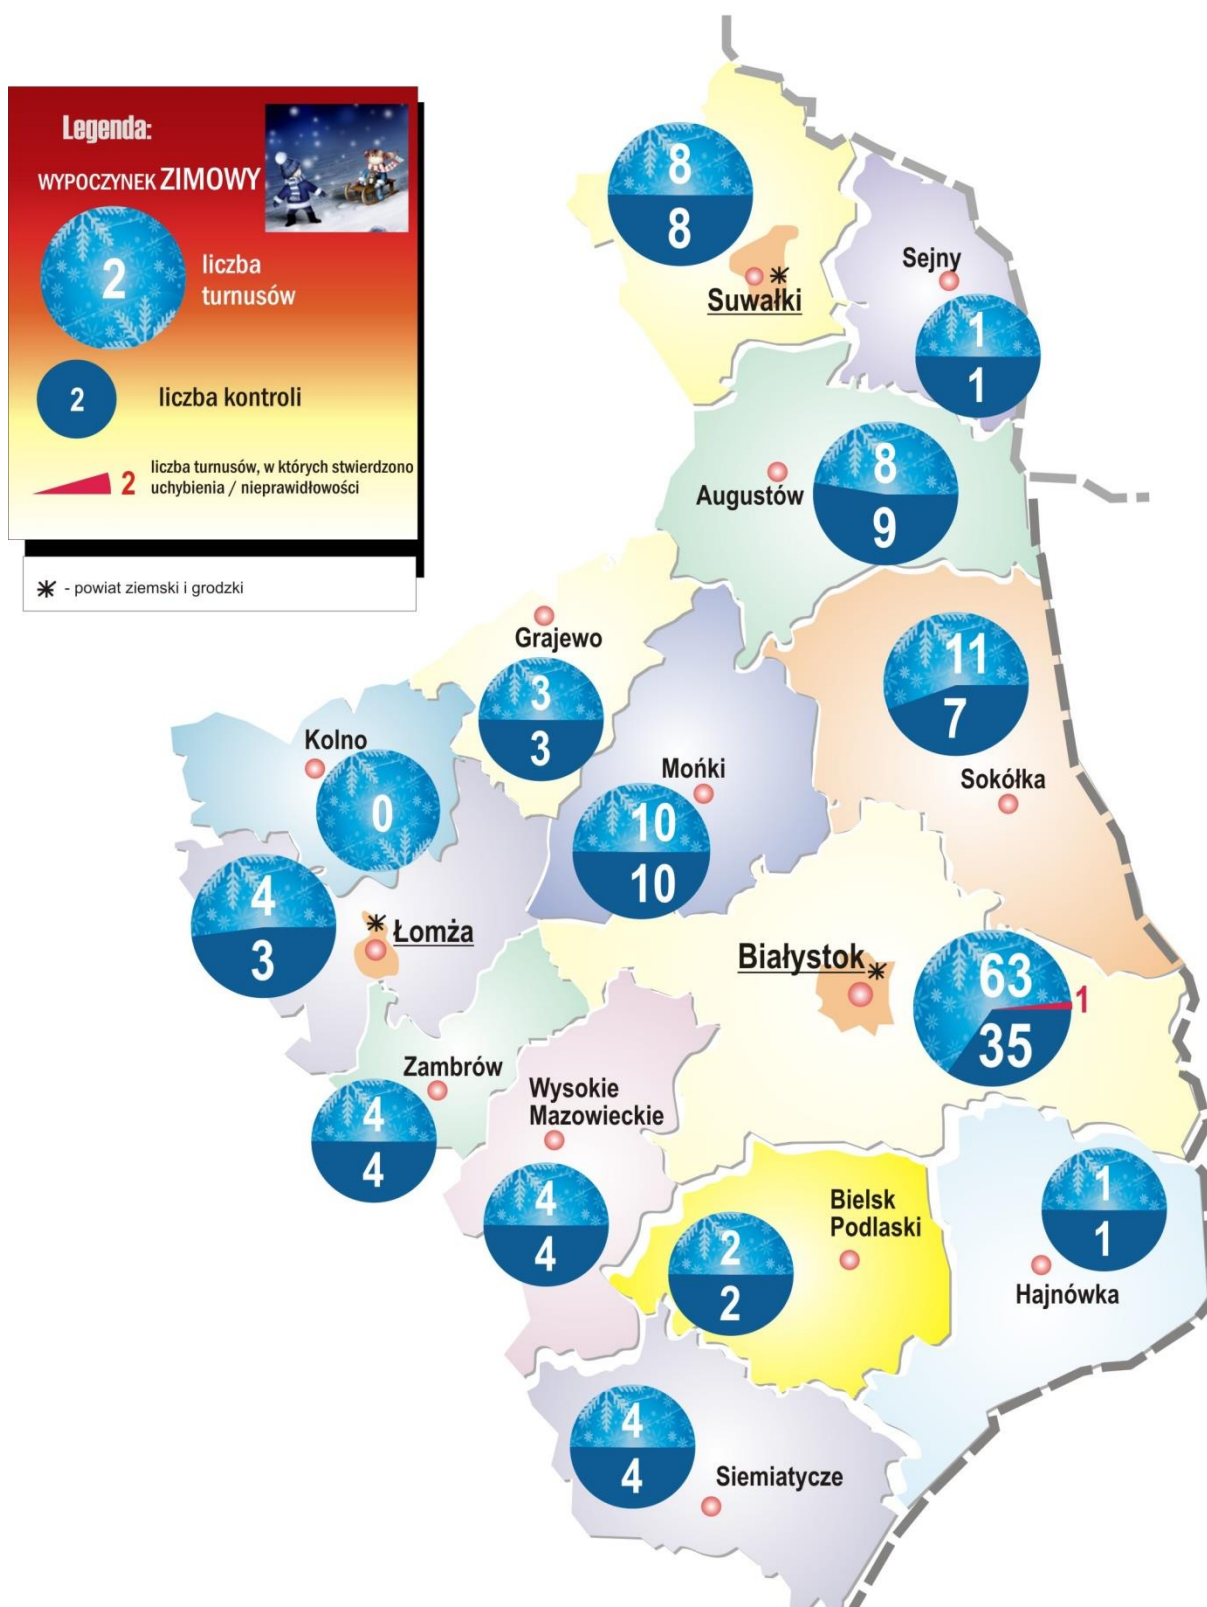 Legenda:
WYPOCZYNEK ZIMOWY
2
liczba
turnusów
2
liczba kontroli
2
liczba turnusów, w których stwierdzono
uchybienia / nieprawidłowości
- powiat ziemski i grodzki
8
8
Suwałki
Sejny
1
1
Augustów
8
9
Grajewo
3
3
11
7
Sokółka
Kolno
0
Mońki
10
10
4
3
Łomża
Białystok
63
1
35
Zambrów
4
4
Wysokie
Mazowieckie
4
4
Bielsk
Podlaski
2
2
1
1
Hajnówka
4
4
Siemiatycze